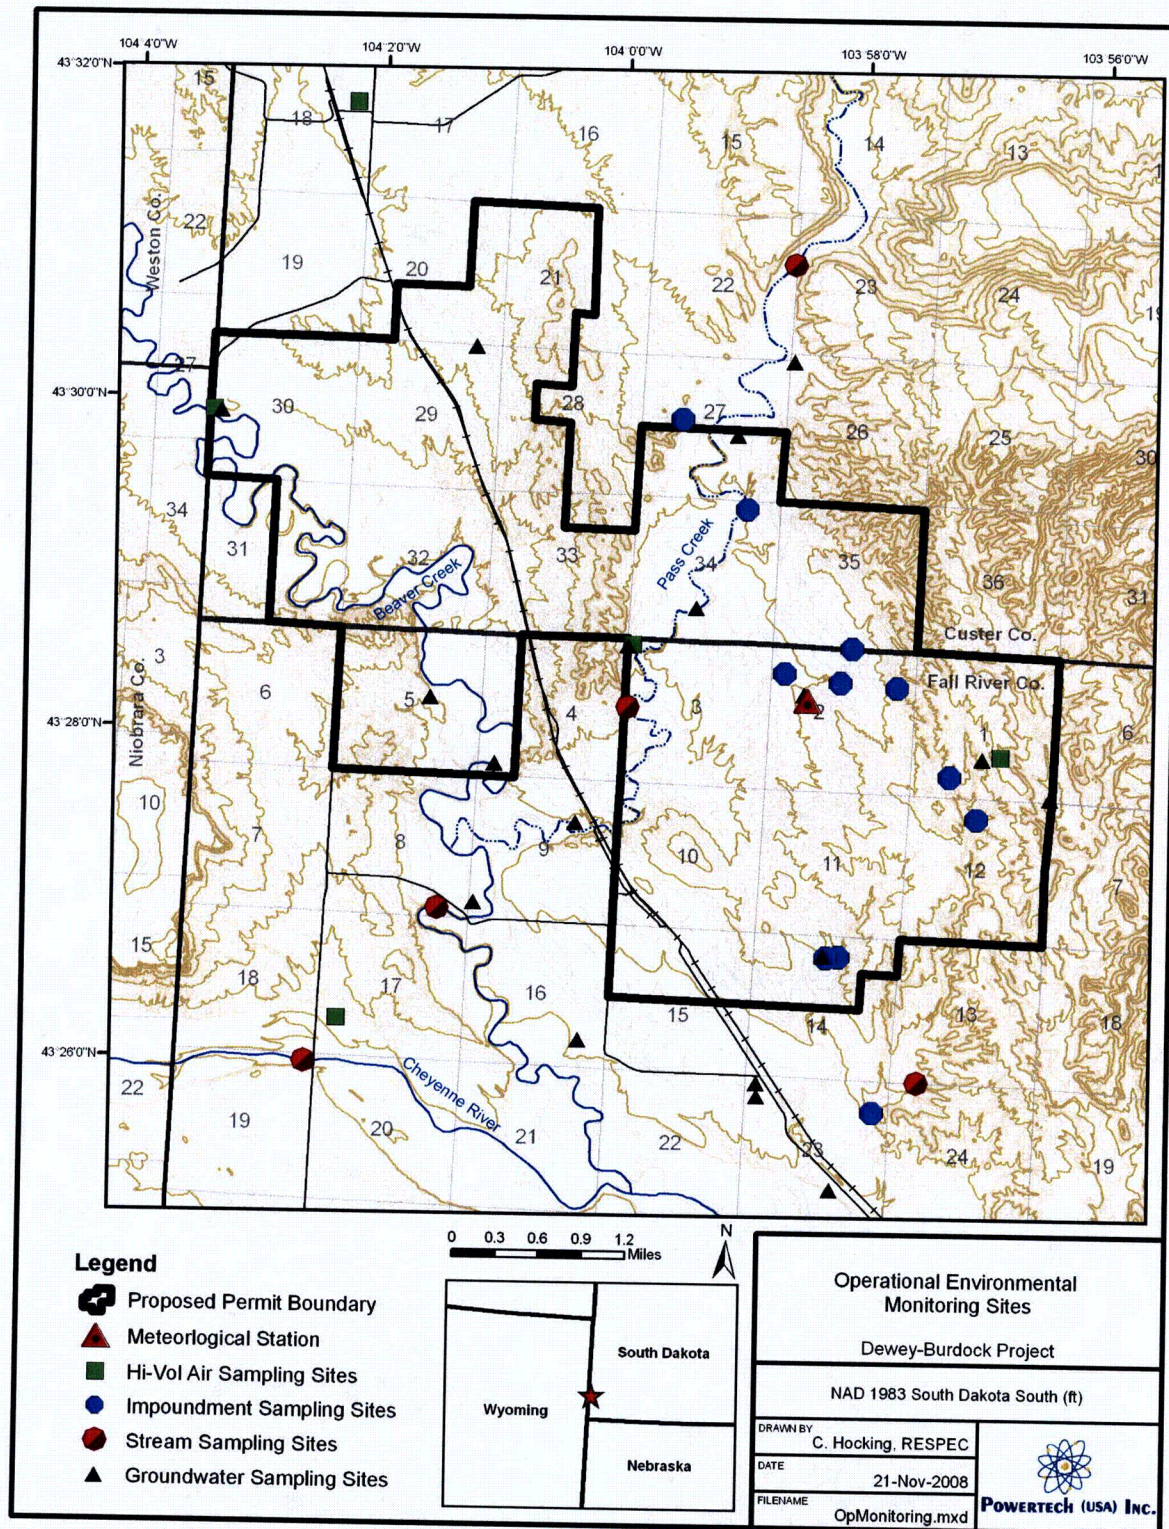 104°4'0"W
104°2'0"W
104°0'0"W
103°58'0"W
103°56'0"W
43°32'0"N
15
18
17
16
15
14
13
Weston Co.
22
19
20
21
22
23
24
19
27
43°30'0"N
30
29
28
27
26
25
30
34
31
32
33
34
35
36
31
Pass Creek
Beaver Creek
Custer Co.
Fall River Co.
Niobrara Co.
3
6
5
4
3
2
1
6
43°28'0"N
10
7
8
9
10
11
12
7
15
18
17
16
15
14
13
18
43°26'0"N
Cheyenne River
22
19
20
21
22
23
24
19
Legend
Proposed Permit Boundary
Meteorlogical Station
Hi-Vol Air Sampling Sites
Impoundment Sampling Sites
Stream Sampling Sites
Groundwater Sampling Sites
0 0.3 0.6 0.9 1.2
Miles
N
South Dakota
Wyoming
Nebraska
Operational Environmental
Monitoring Sites
Dewey-Burdock Project
NAD 1983 South Dakota South (ft)
DRAWN BY
C. Hocking, RESPEC
DATE
21-Nov-2008
FILENAME
OpMonitoring.mxd
POWERTECH (USA) INC.